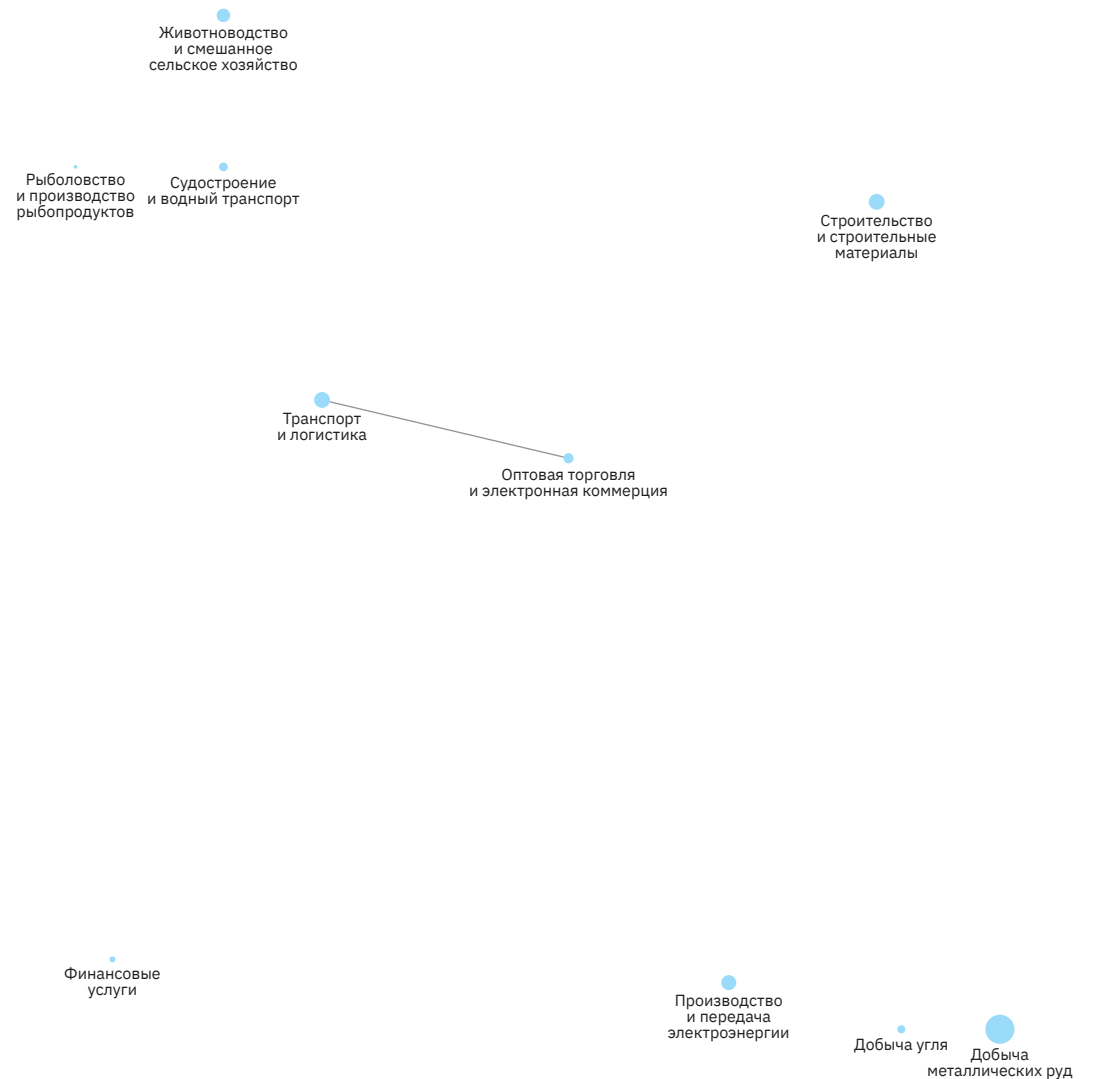 Животноводство
и смешанное
сельское хозяйство
Рыболовство
и производство
рыбопродуктов
Судостроение
и водный транспорт
Строительство
и строительные
материалы
Транспорт
и логистика
Оптовая торговля
и электронная коммерция
Финансовые
услуги
Производство
и передача
электроэнергии
Добыча угля
Добыча
металлических руд